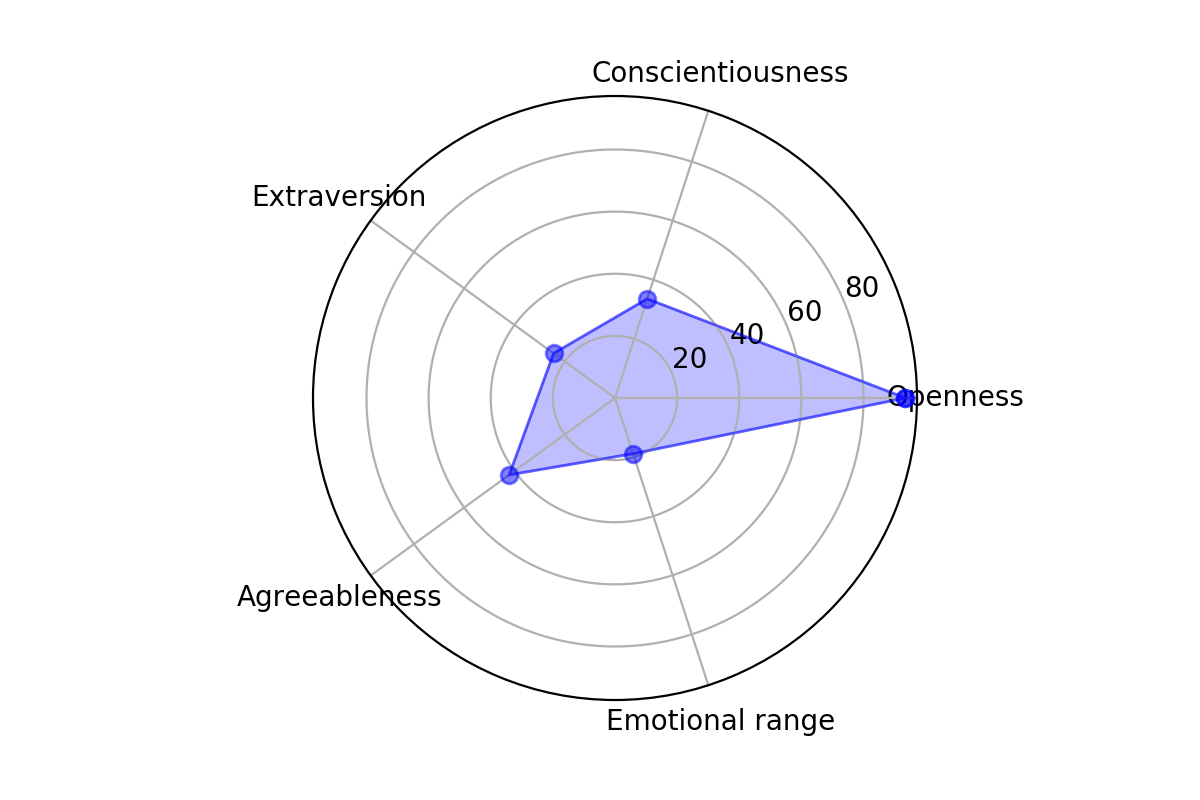 Conscientiousness
Extraversion
80
60
40
20
Openness
Agreeableness
Emotional range